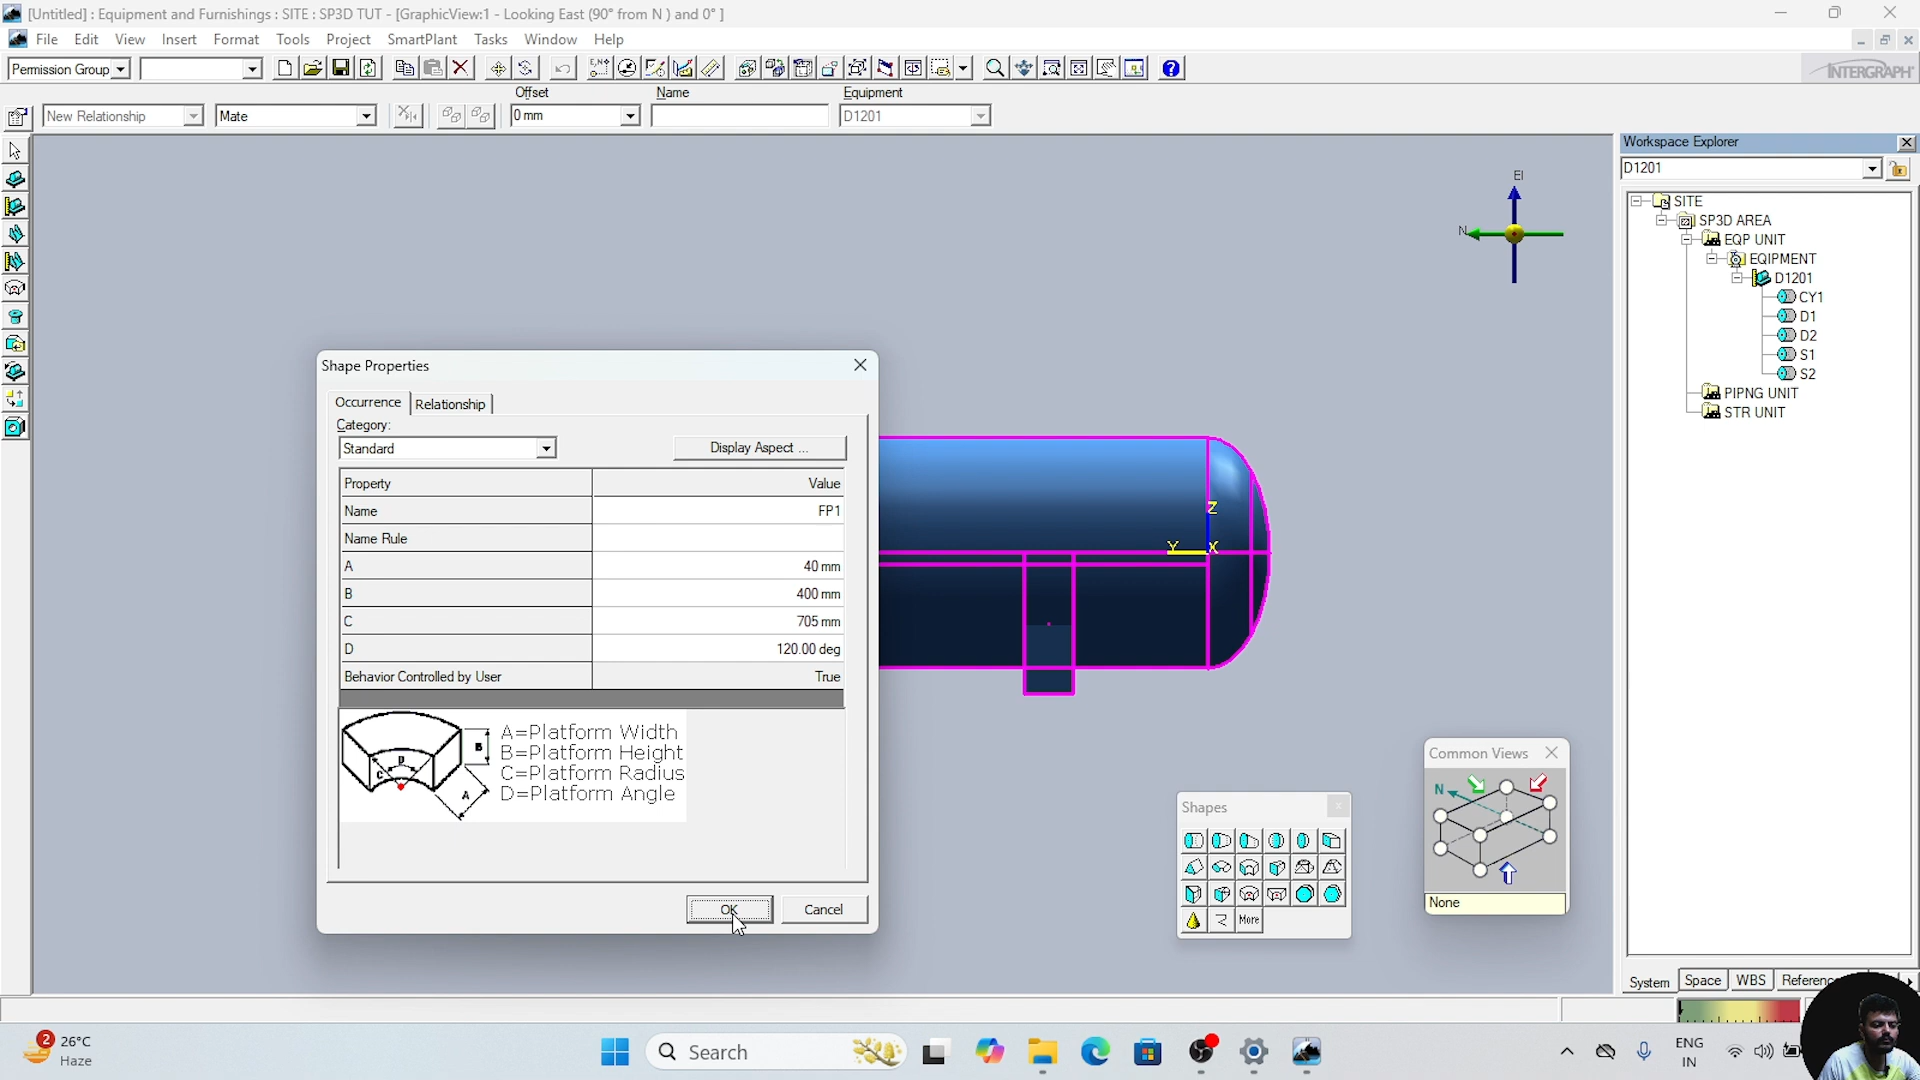 [Untitled] : Equipment and Furnishings : SITE : SP3D TUT - [GraphicView:1 - Looking East (90° from N ) and 0° ]
File Edit View Insert Format Tools Project SmartPlant Tasks Window Help
Permission Group
INTERGRAPH
Offset Name Equipment
New Relationship Mate 0 mm D1201
Workspace Explorer
D1201
SITE
SP3D AREA
EQP UNIT
EQIPMENT
D1201
CY1
D1
D2
S1
S2
PIPNG UNIT
STR UNIT
El
N
Shape Properties
Occurrence Relationship
Category:
Standard Display Aspect ...
Property Value
Name FP1
Name Rule
A 40 mm
B 400 mm
C 705 mm
D 120.00 deg
Behavior Controlled by User True
A=Platform Width
B=Platform Height
C=Platform Radius
D=Platform Angle
A B C D
OK Cancel
Z
Y X
Shapes
More
Common Views
N
None
System Space WBS
2 26°C
Haze
Search
ENG
IN